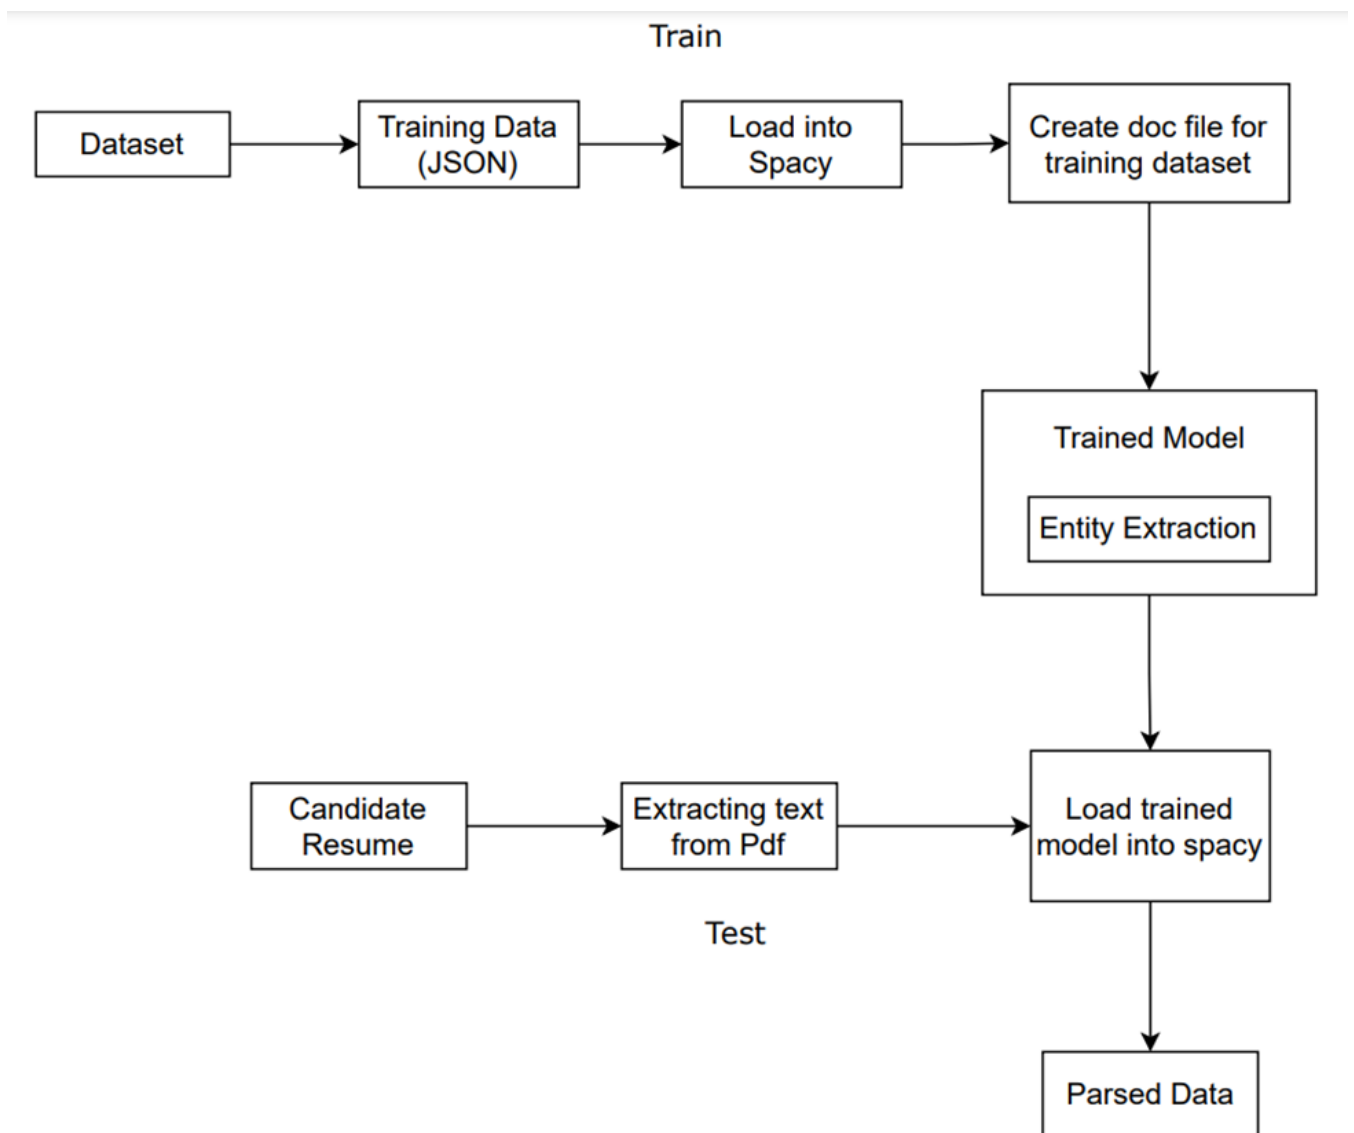 Train
Dataset
Training Data
(JSON)
Load into
Spacy
Create doc file for
training dataset
Trained Model
Entity Extraction
Candidate
Resume
Extracting text
from Pdf
Load trained
model into spacy
Test
Parsed Data